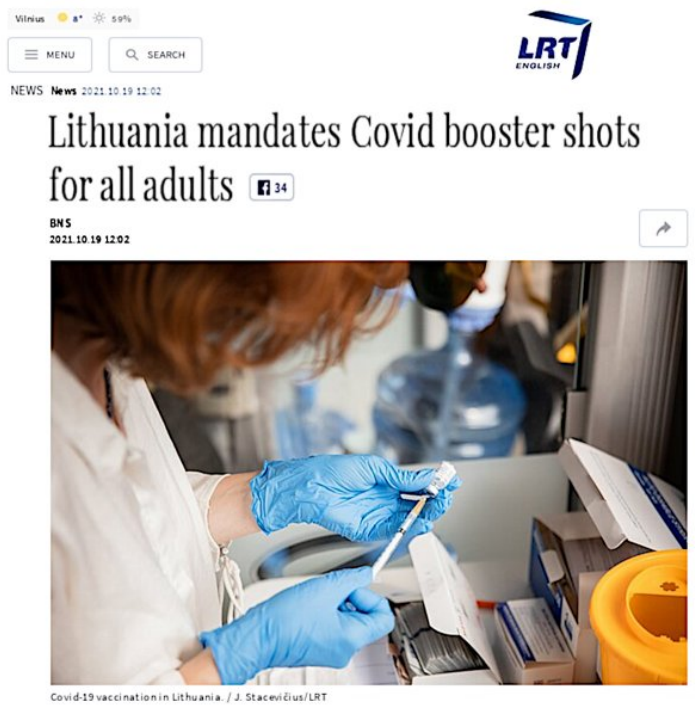 Vilnius 8° 59%
MENU
SEARCH
LRT
ENGLISH
NEWS News 2021.10.19 12:02
Lithuania mandates Covid booster shots
for all adults
34
BNS
2021.10.19 12:02
Covid-19 vaccination in Lithuania. / J. Stacevičius/LRT